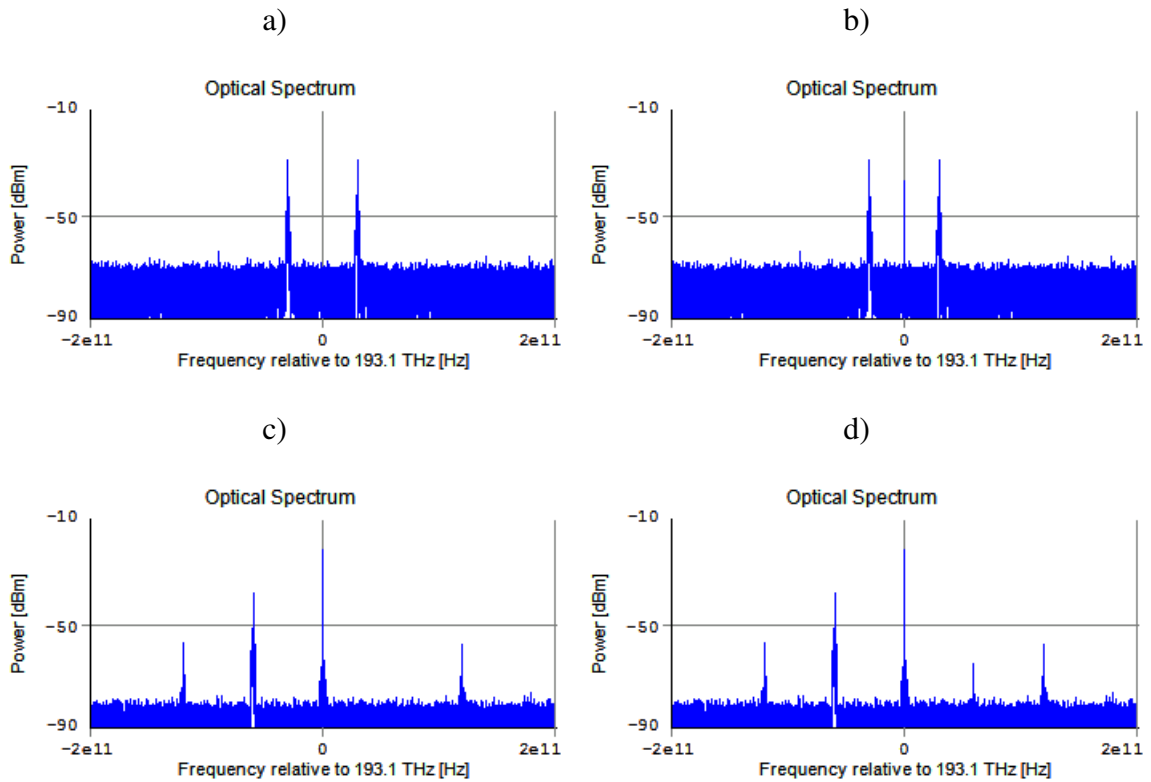 a)
b)
Optical Spectrum
Optical Spectrum
−10
−50
−90
Power [dBm]
−2e11
0
2e11
Frequency relative to 193.1 THz [Hz]
−10
−50
−90
Power [dBm]
−2e11
0
2e11
Frequency relative to 193.1 THz [Hz]
c)
d)
Optical Spectrum
Optical Spectrum
−10
−50
−90
Power [dBm]
−2e11
0
2e11
Frequency relative to 193.1 THz [Hz]
−10
−50
−90
Power [dBm]
−2e11
0
2e11
Frequency relative to 193.1 THz [Hz]